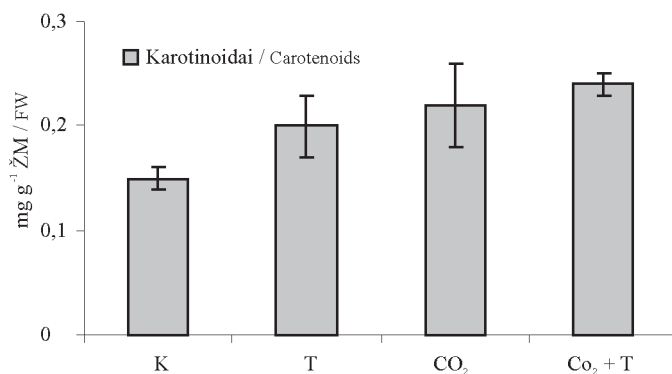 0,3
Karotinoidai / Carotenoids
0,2
0,1
0
mg g⁻¹ ŽM / FW
K T CO₂ Co₂ + T